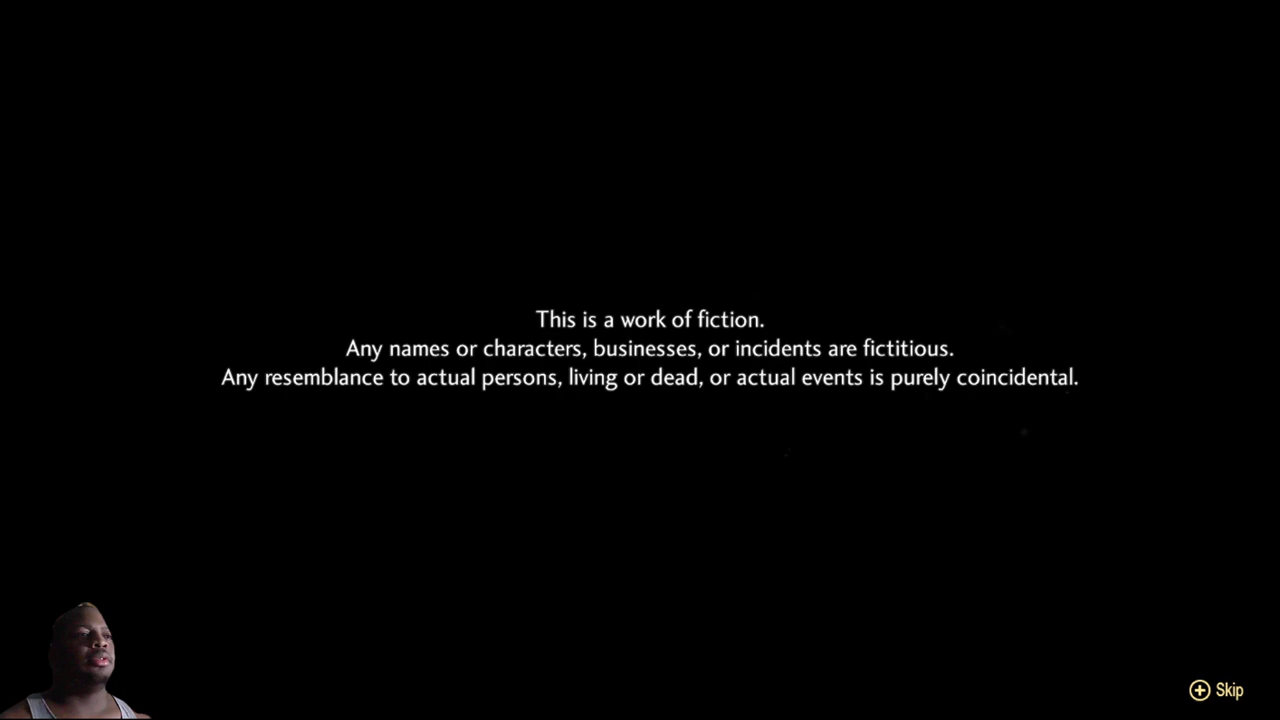 This is a work of fiction.
Any names or characters, businesses, or incidents are fictitious.
Any resemblance to actual persons, living or dead, or actual events is purely coincidental.
Skip